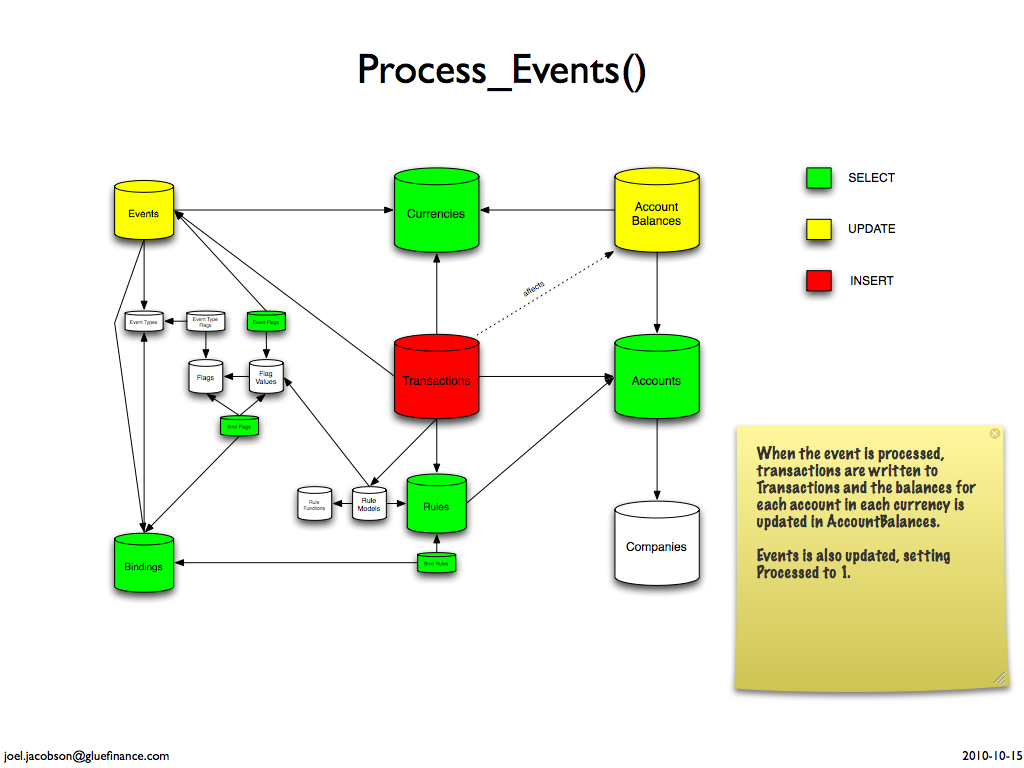 Process_Events()
SELECT
UPDATE
INSERT
Events
Currencies
Account
Balances
affects
Event Types
Event Type
Flags
Event Flags
Flags
Flag
Values
Bind Flags
Transactions
Accounts
Rule
Functions
Rule
Models
Rules
Bind Rules
Bindings
Companies
When the event is processed,
transactions are written to
Transactions and the balances for
each account in each currency is
updated in AccountBalances.
Events is also updated, setting
Processed to 1.
joel.jacobson@gluefinance.com
2010-10-15